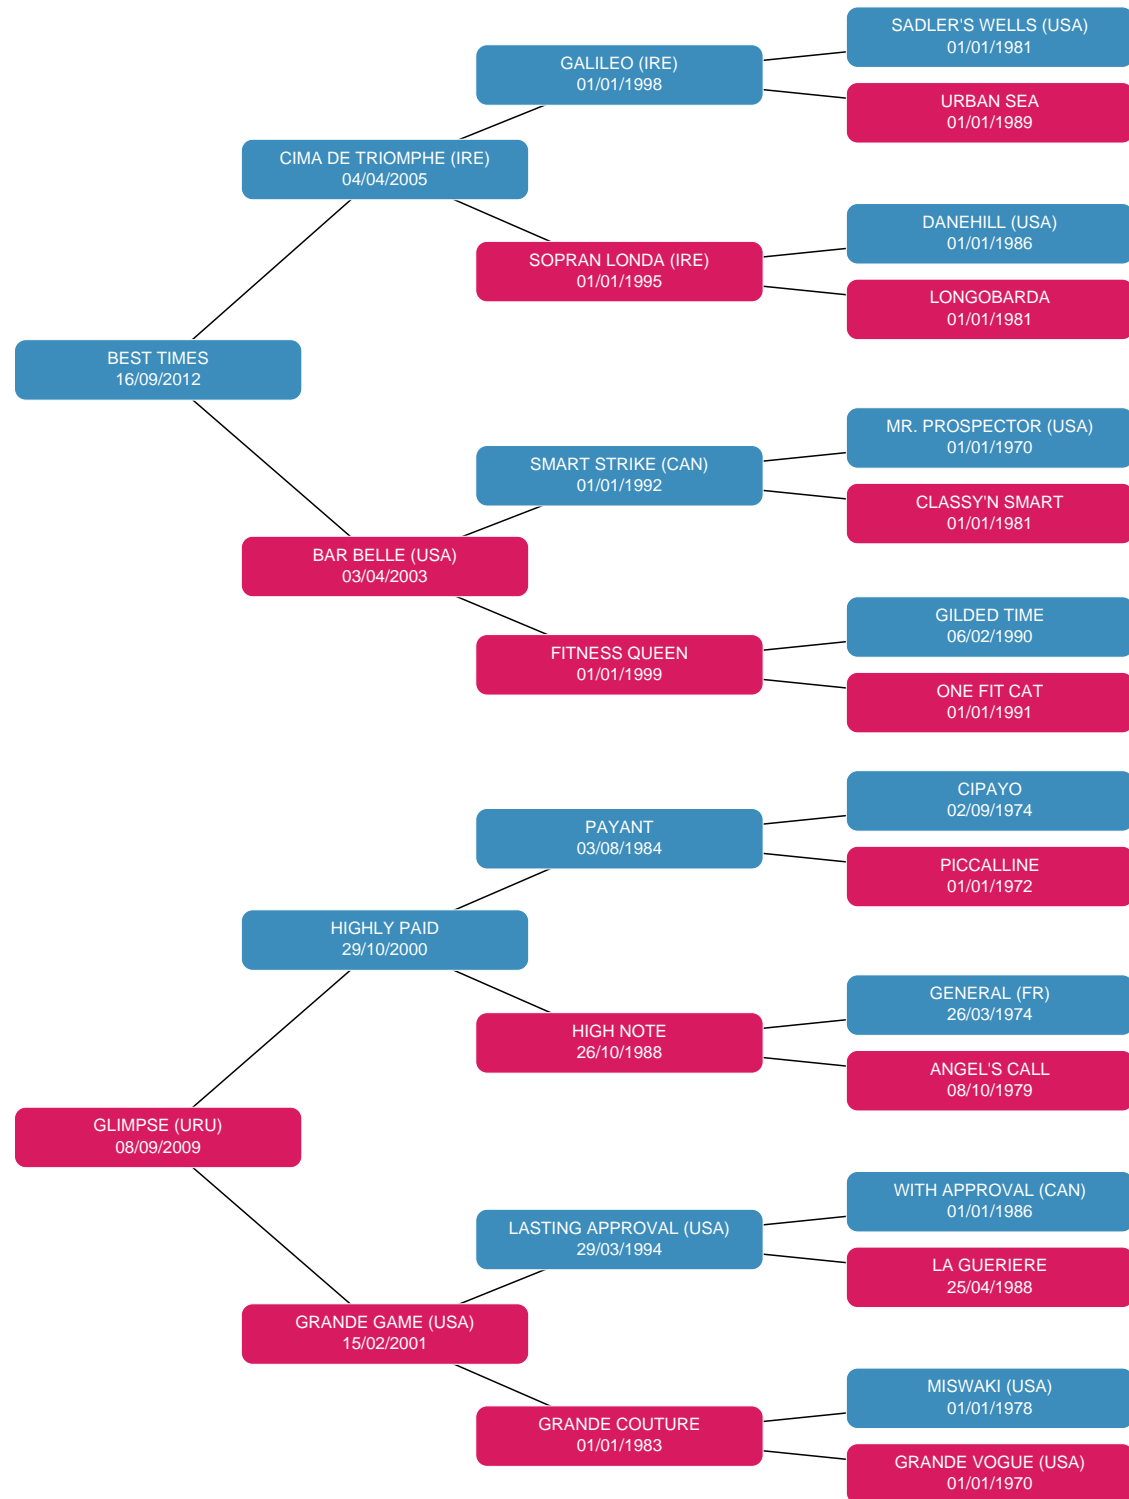 SADLER'S WELLS (USA)
01/01/1981
GALILEO (IRE)
01/01/1998
URBAN SEA
01/01/1989
CIMA DE TRIOMPHE (IRE)
04/04/2005
DANEHILL (USA)
01/01/1986
SOPRAN LONDA (IRE)
01/01/1995
LONGOBARDA
01/01/1981
BEST TIMES
16/09/2012
MR. PROSPECTOR (USA)
01/01/1970
SMART STRIKE (CAN)
01/01/1992
CLASSY'N SMART
01/01/1981
BAR BELLE (USA)
03/04/2003
GILDED TIME
06/02/1990
FITNESS QUEEN
01/01/1999
ONE FIT CAT
01/01/1991
CIPAYO
02/09/1974
PAYANT
03/08/1984
PICCALLINE
01/01/1972
HIGHLY PAID
29/10/2000
GENERAL (FR)
26/03/1974
HIGH NOTE
26/10/1988
ANGEL'S CALL
08/10/1979
GLIMPSE (URU)
08/09/2009
WITH APPROVAL (CAN)
01/01/1986
LASTING APPROVAL (USA)
29/03/1994
LA GUERIERE
25/04/1988
GRANDE GAME (USA)
15/02/2001
MISWAKI (USA)
01/01/1978
GRANDE COUTURE
01/01/1983
GRANDE VOGUE (USA)
01/01/1970